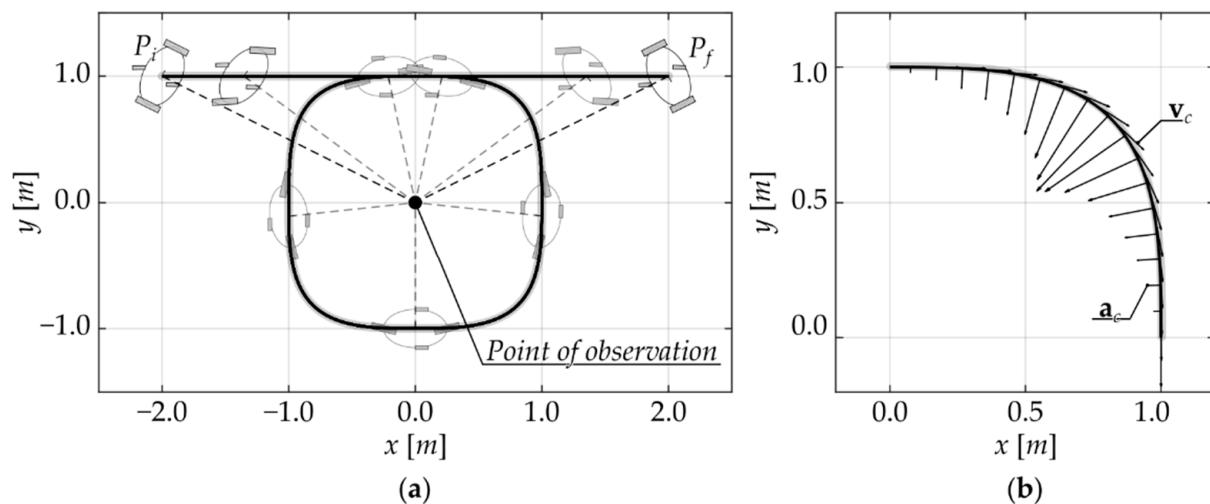 P_i
P_f
1.0
0.0
−1.0
y [m]
Point of observation
−2.0
−1.0
0.0
1.0
2.0
x [m]
(a)
1.0
0.5
0.0
y [m]
v_c
a_c
0.0
0.5
1.0
x [m]
(b)